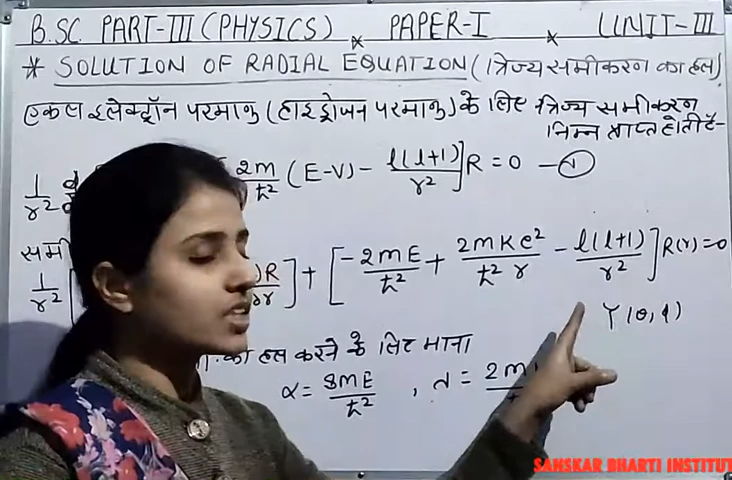 B.SC. PART-III (PHYSICS) * PAPER-I * UNIT-III
* SOLUTION OF RADIAL EQUATION (त्रिज्य समीकरण का हल)
एकल इलेक्ट्रॉन परमाणु (हाइड्रोजन परमाणु) के लिए त्रिज्य समीकरण
निम्न प्राप्त होती है-
1/r² 2m/ħ² (E-V) - l(l+1)/r² ] R = 0 — ①
समी
1/r² [ )R/∂r ] + [ -2mE/ħ² + 2mKe²/ħ² r - l(l+1)/r² ] R(r) = 0
Y(θ,φ)
का हल करने के लिए माना
α² = 8mE/ħ² , λ = 2m
SANSKAR BHARTI INSTITUT